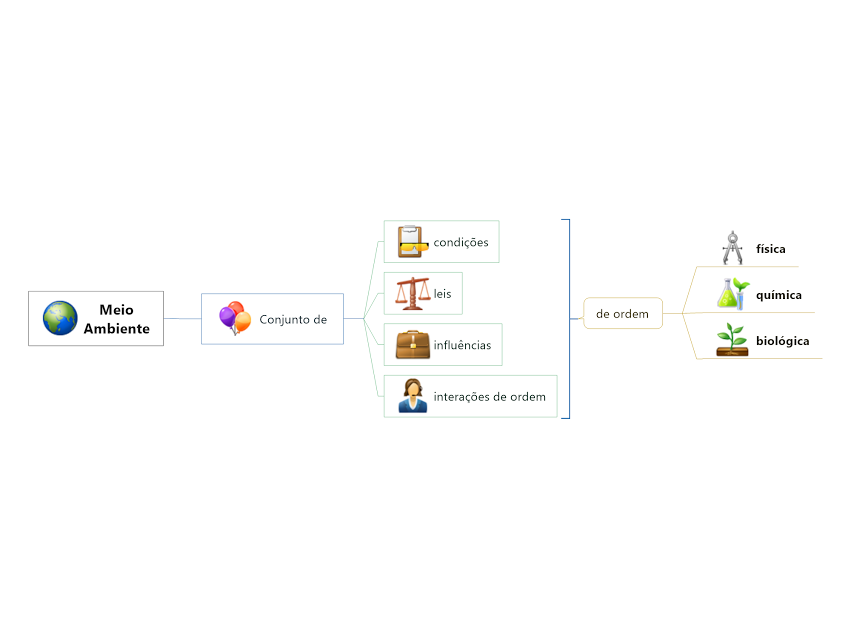 Meio
Ambiente
Conjunto de
condições
leis
influências
interações de ordem
de ordem
física
química
biológica